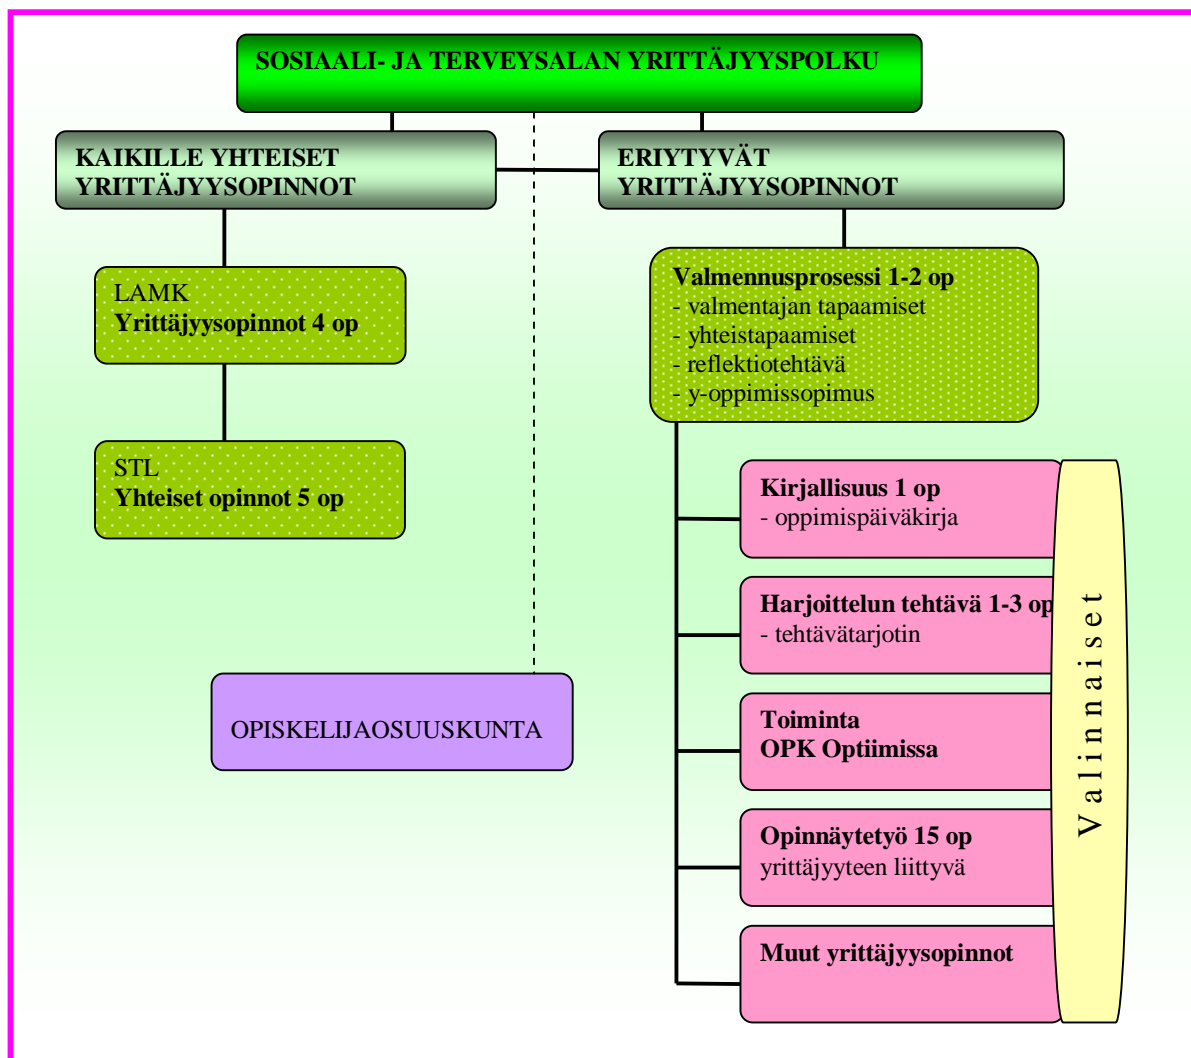 SOSIAALI- JA TERVEYSALAN YRITTÄJYYSPOLKU
KAIKILLE YHTEISET
YRITTÄJYYSOPINNOT
ERIYTYVÄT
YRITTÄJYYSOPINNOT
LAMK
Yrittäjyysopinnot 4 op
STL
Yhteiset opinnot 5 op
OPISKELIJAOSUUSKUNTA
Valmennusprosessi 1-2 op
- valmentajan tapaamiset
- yhteistapaamiset
- reflektiotehtävä
- y-oppimissopimus
Kirjallisuus 1 op
- oppimispäiväkirja
Harjoittelun tehtävä 1-3 op
- tehtävätarjotin
Toiminta
OPK Optiimissa
Opinnäytetyö 15 op
yrittäjyyteen liittyvä
Muut yrittäjyysopinnot
Valinnaiset